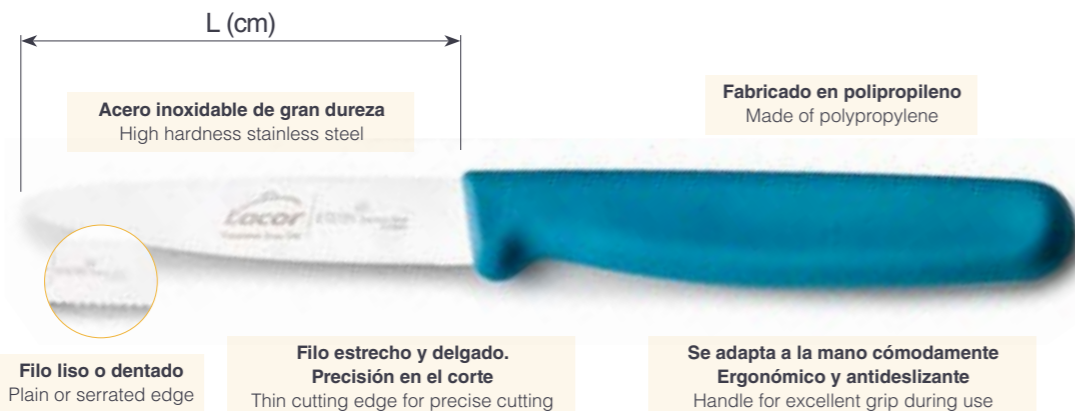 L (cm)
Acero inoxidable de gran dureza
High hardness stainless steel
Fabricado en polipropileno
Made of polypropylene
Lacor
Filo liso o dentado
Plain or serrated edge
Filo estrecho y delgado.
Precisión en el corte
Thin cutting edge for precise cutting
Se adapta a la mano cómodamente
Ergonómico y antideslizante
Handle for excellent grip during use